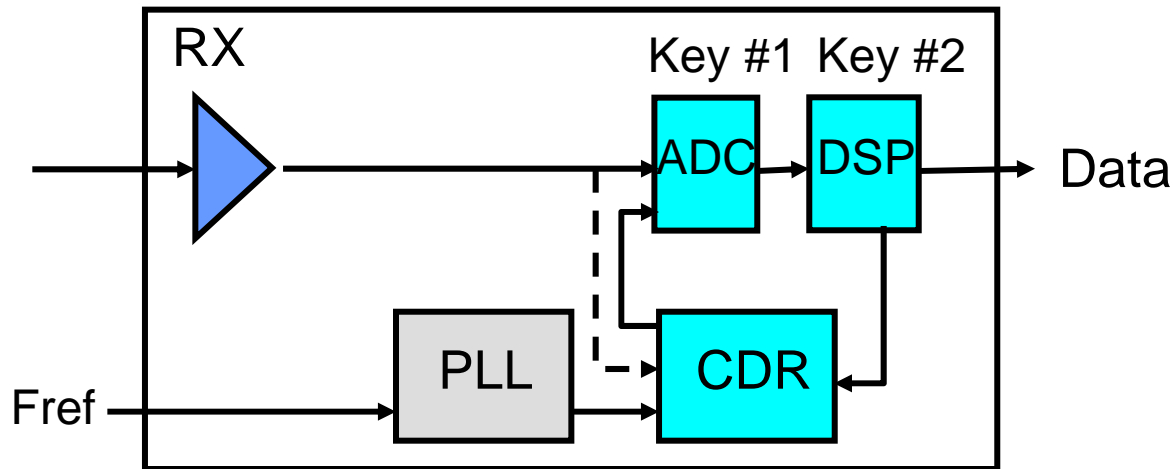 RX
Key #1 Key #2
ADC
DSP
Data
PLL
CDR
Fref